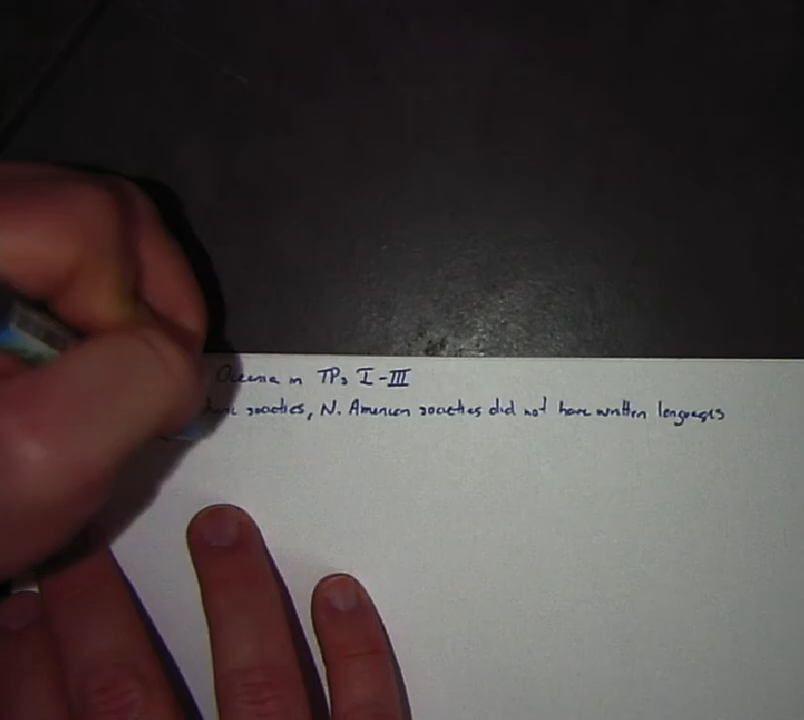 Oceania in TPs I-III
societies, N. American societies did not have written languages